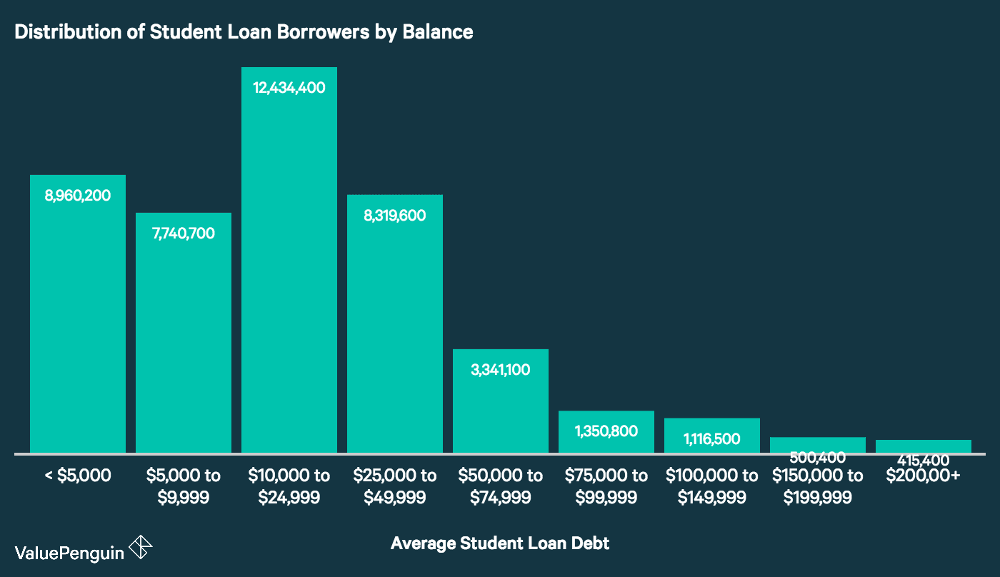 Distribution of Student Loan Borrowers by Balance
12,434,400
8,960,200
8,319,600
7,740,700
3,341,100
1,350,800
1,116,500
500,400
415,400
< $5,000
$5,000 to
$9,999
$10,000 to
$24,999
$25,000 to
$49,999
$50,000 to
$74,999
$75,000 to
$99,999
$100,000 to
$149,999
$150,000 to
$199,999
$200,00+
Average Student Loan Debt
ValuePenguin